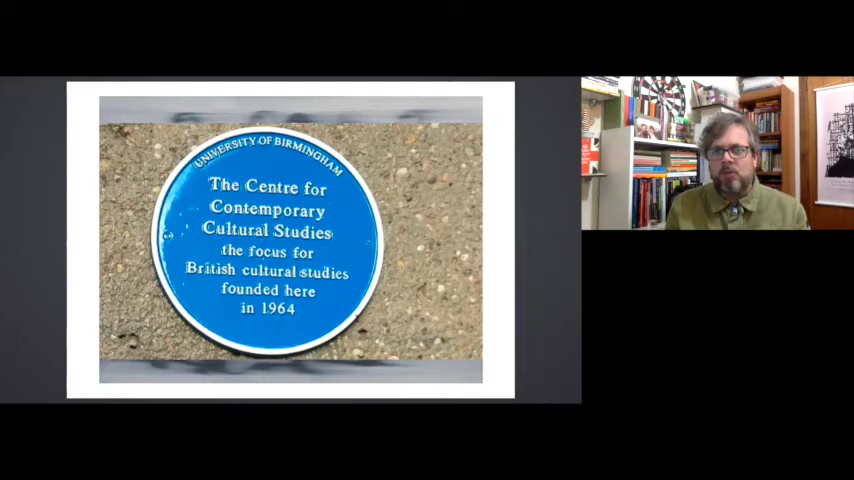 UNIVERSITY OF BIRMINGHAM
The Centre for
Contemporary
Cultural Studies
the focus for
British cultural studies
founded here
in 1964